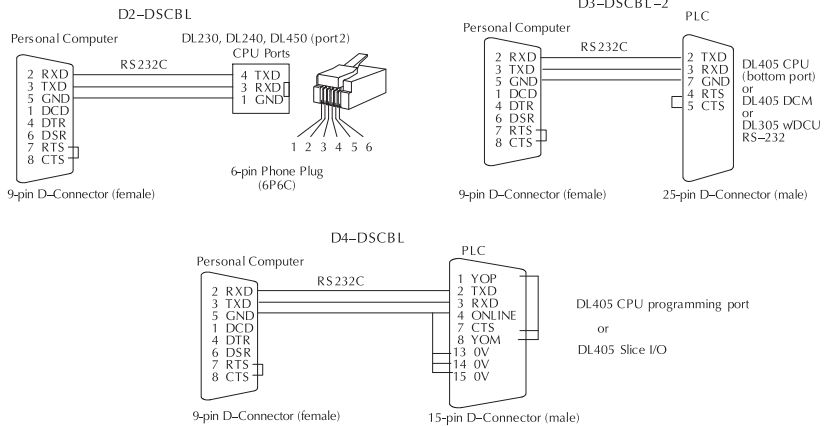 D2–DSCBL
Personal Computer
DL230, DL240, DL450 (port2)
CPU Ports
RS232C
2 RXD
3 TXD
5 GND
1 DCD
4 DTR
6 DSR
7 RTS
8 CTS
4 TXD
3 RXD
1 GND
1 2 3 4 5 6
6-pin Phone Plug
(6P6C)
9-pin D–Connector (female)
D3–DSCBL–2
PLC
Personal Computer
RS232C
2 RXD
3 TXD
5 GND
1 DCD
4 DTR
6 DSR
7 RTS
8 CTS
2 TXD
3 RXD
7 GND
4 RTS
5 CTS
DL405 CPU
(bottom port)
or
DL405 DCM
or
DL305 wDCU
RS–232
9-pin D–Connector (female)
25-pin D–Connector (male)
D4–DSCBL
PLC
Personal Computer
RS232C
2 RXD
3 TXD
5 GND
1 DCD
4 DTR
6 DSR
7 RTS
8 CTS
1 YOP
2 TXD
3 RXD
4 ONLINE
7 CTS
8 YOM
13 0V
14 0V
15 0V
DL405 CPU programming port
or
DL405 Slice I/O
9-pin D–Connector (female)
15-pin D–Connector (male)